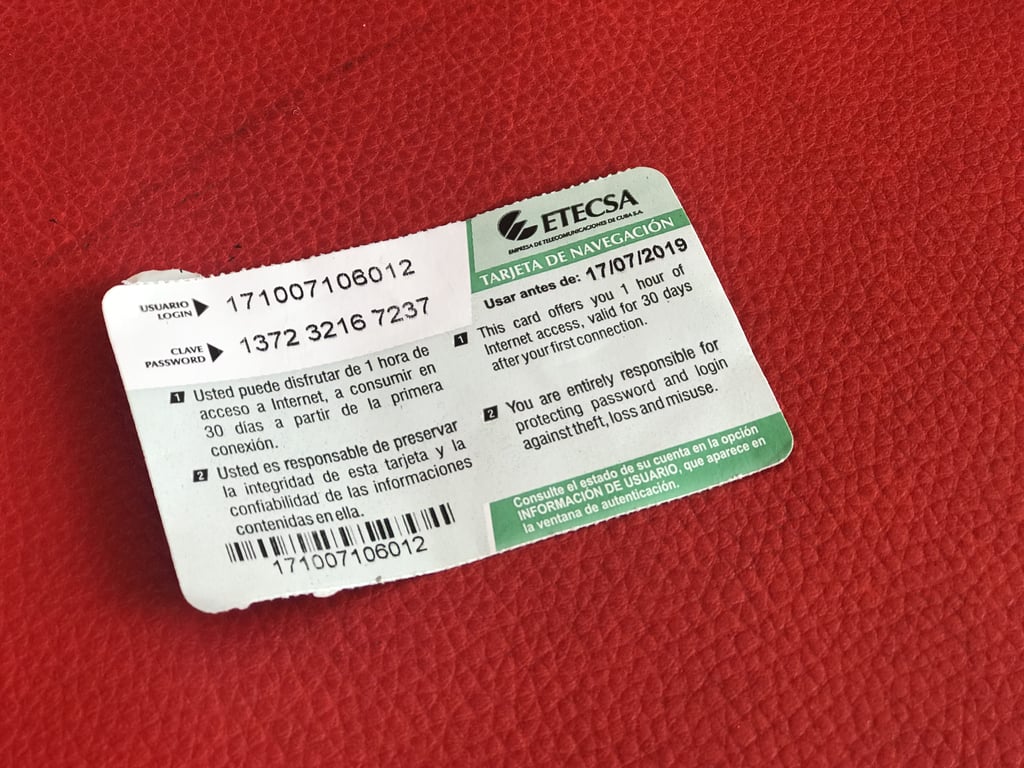 USUARIO
LOGIN
171007106012
CLAVE
PASSWORD
1372 3216 7237
1 Usted puede disfrutar de 1 hora de
acceso a Internet, a consumir en
30 días a partir de la primera
conexión.
2 Usted es responsable de preservar
la integridad de esta tarjeta y la
confiabilidad de las informaciones
contenidas en ella.
171007106012
ETECSA
EMPRESA DE TELECOMUNICACIONES DE CUBA S.A.
TARJETA DE NAVEGACIÓN
Usar antes de: 17/07/2019
1 This card offers you 1 hour of
Internet access, valid for 30 days
after your first connection.
2 You are entirely responsible for
protecting password and login
against theft, loss and misuse.
Consulte el estado de su cuenta en la opción
INFORMACIÓN DE USUARIO, que aparece en
la ventana de autenticación.